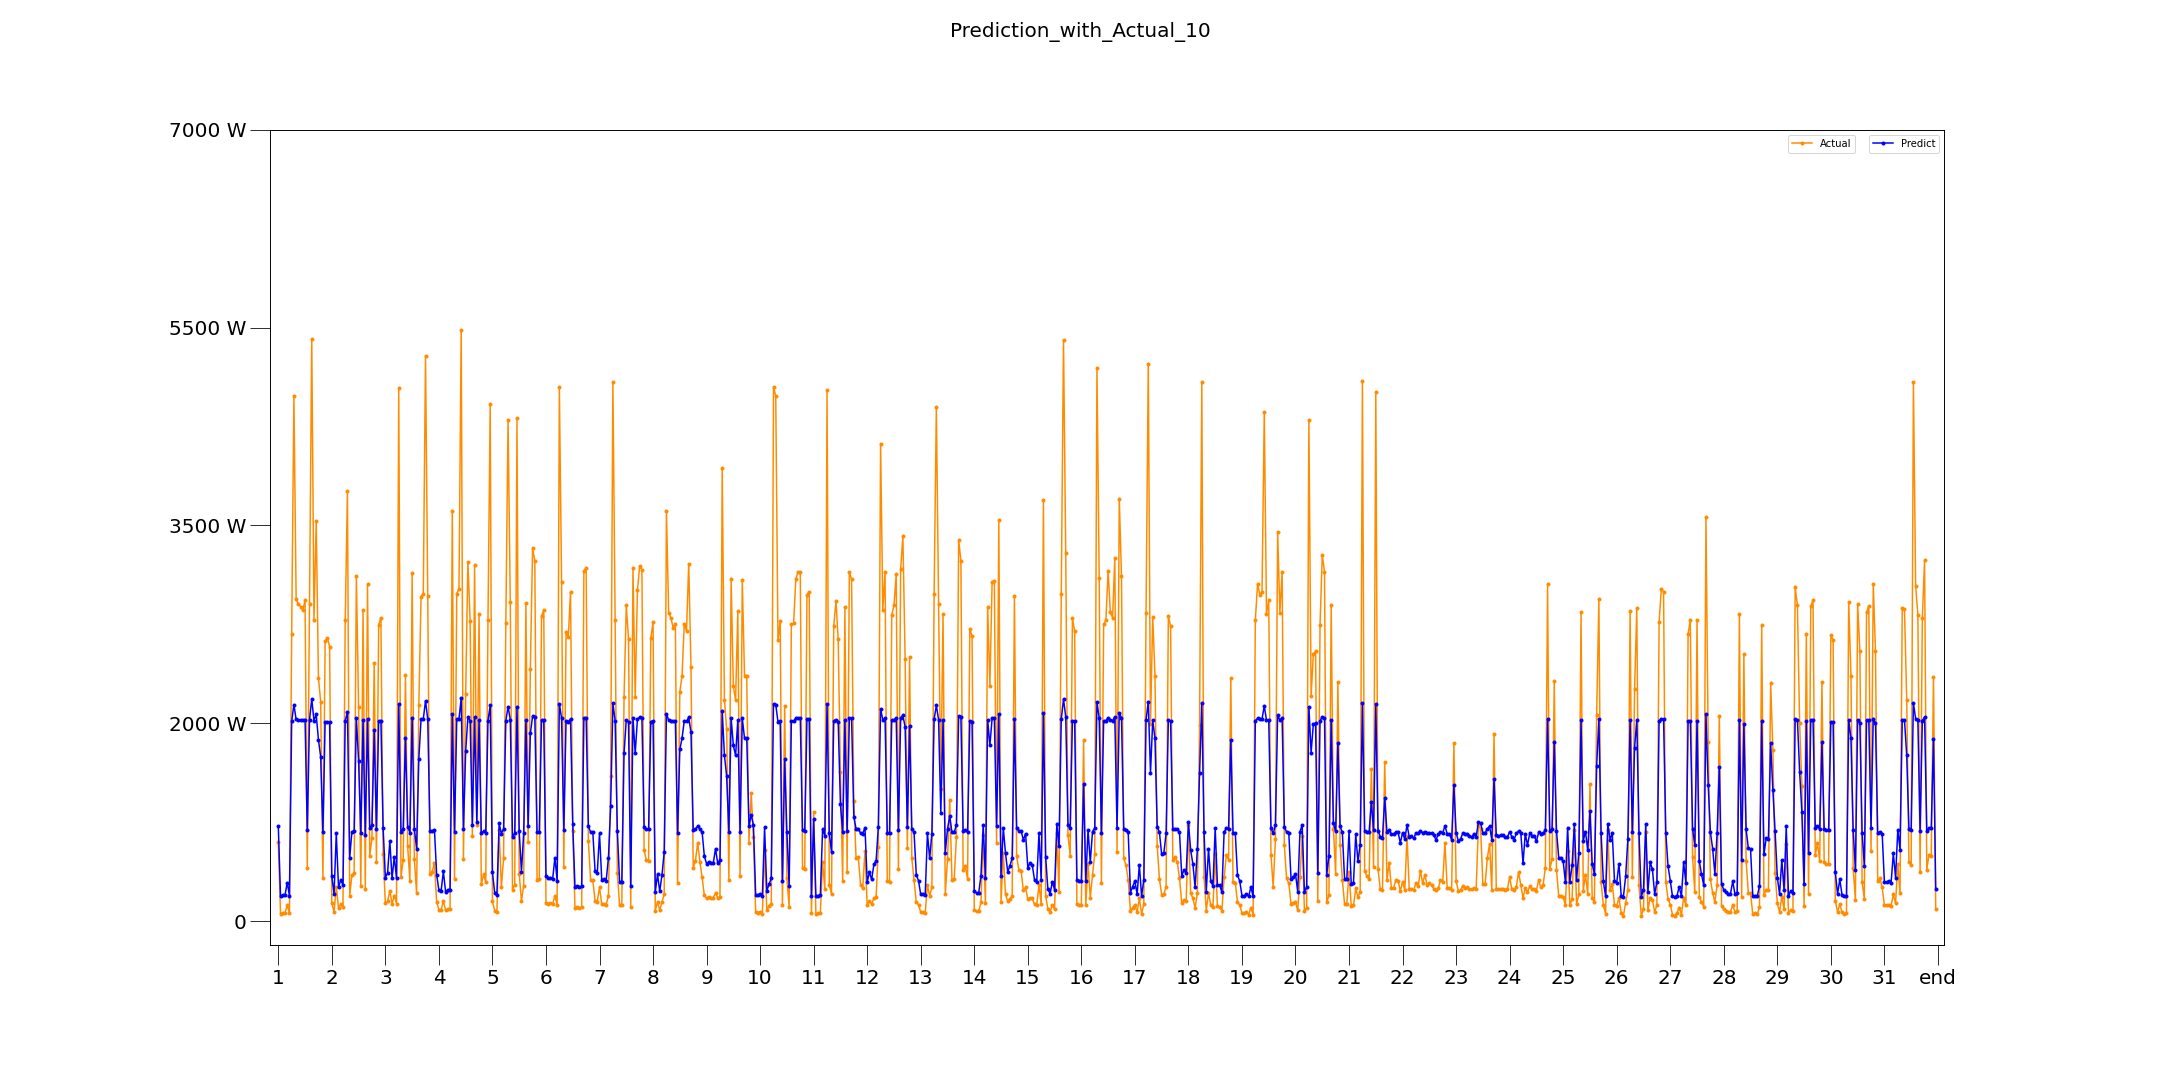 Prediction_with_Actual_10
Actual Predict
7000 W
5500 W
3500 W
2000 W
0
1 2 3 4 5 6 7 8 9 10 11 12 13 14 15 16 17 18 19 20 21 22 23 24 25 26 27 28 29 30 31 end